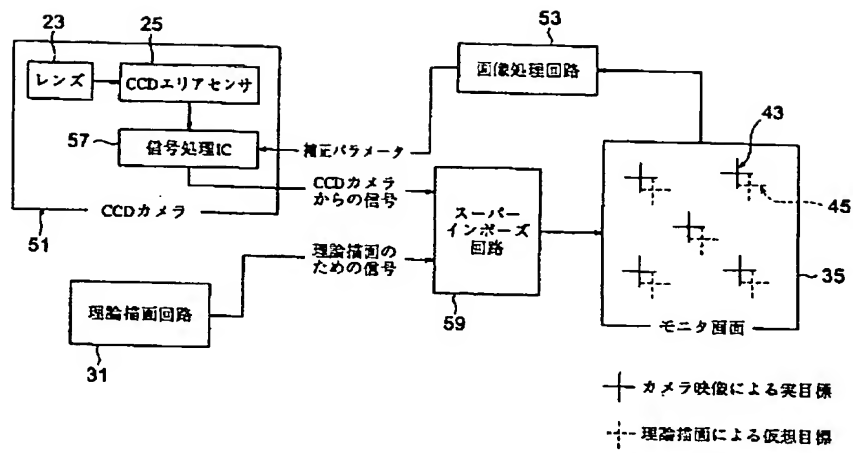 23
25
53
レンズ
CCDエリアセンサ
画像処理回路
57
信号処理IC
補正パラメータ
43
CCDカメラ
からの信号
スーパー
インポーズ
回路
45
51
CCDカメラ
理論描画の
ための信号
35
理論描画回路
59
モニタ画面
31
カメラ映像による実目標
理論描画による仮想目標